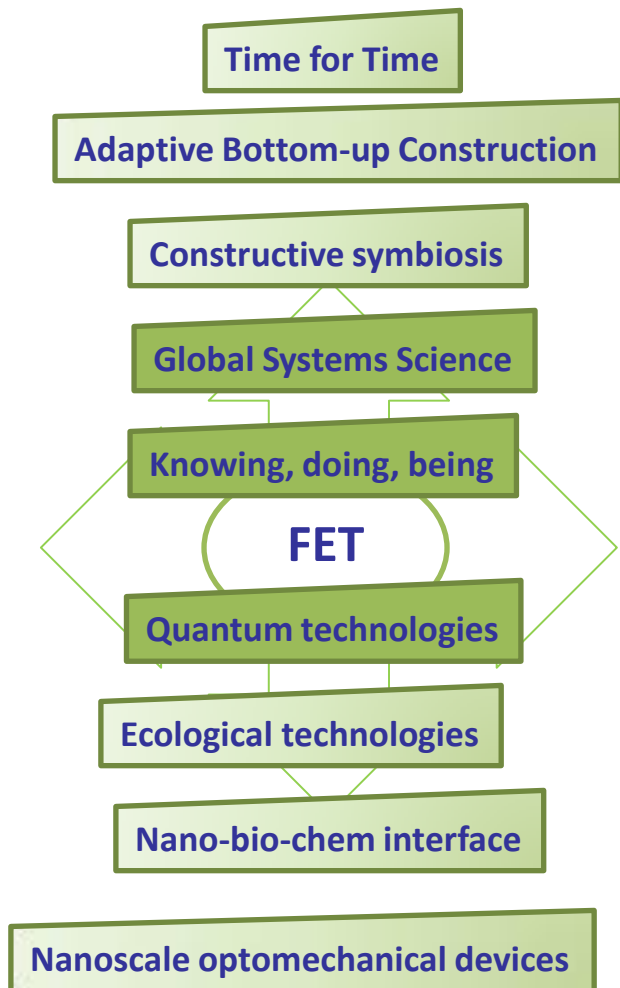 Time for Time
Adaptive Bottom-up Construction
Constructive symbiosis
Global Systems Science
Knowing, doing, being
FET
Quantum technologies
Ecological technologies
Nano-bio-chem interface
Nanoscale optomechanical devices